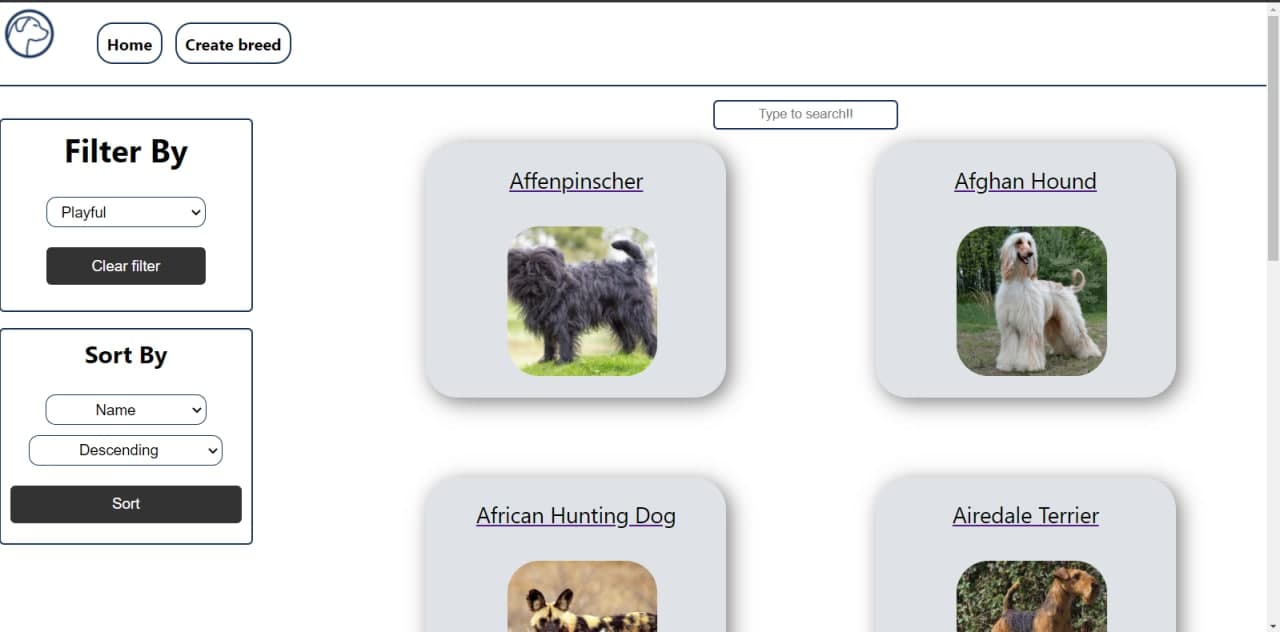 Home
Create breed
Type to search!!
Filter By
Playful
Clear filter
Sort By
Name
Descending
Sort
Affenpinscher
Afghan Hound
African Hunting Dog
Airedale Terrier